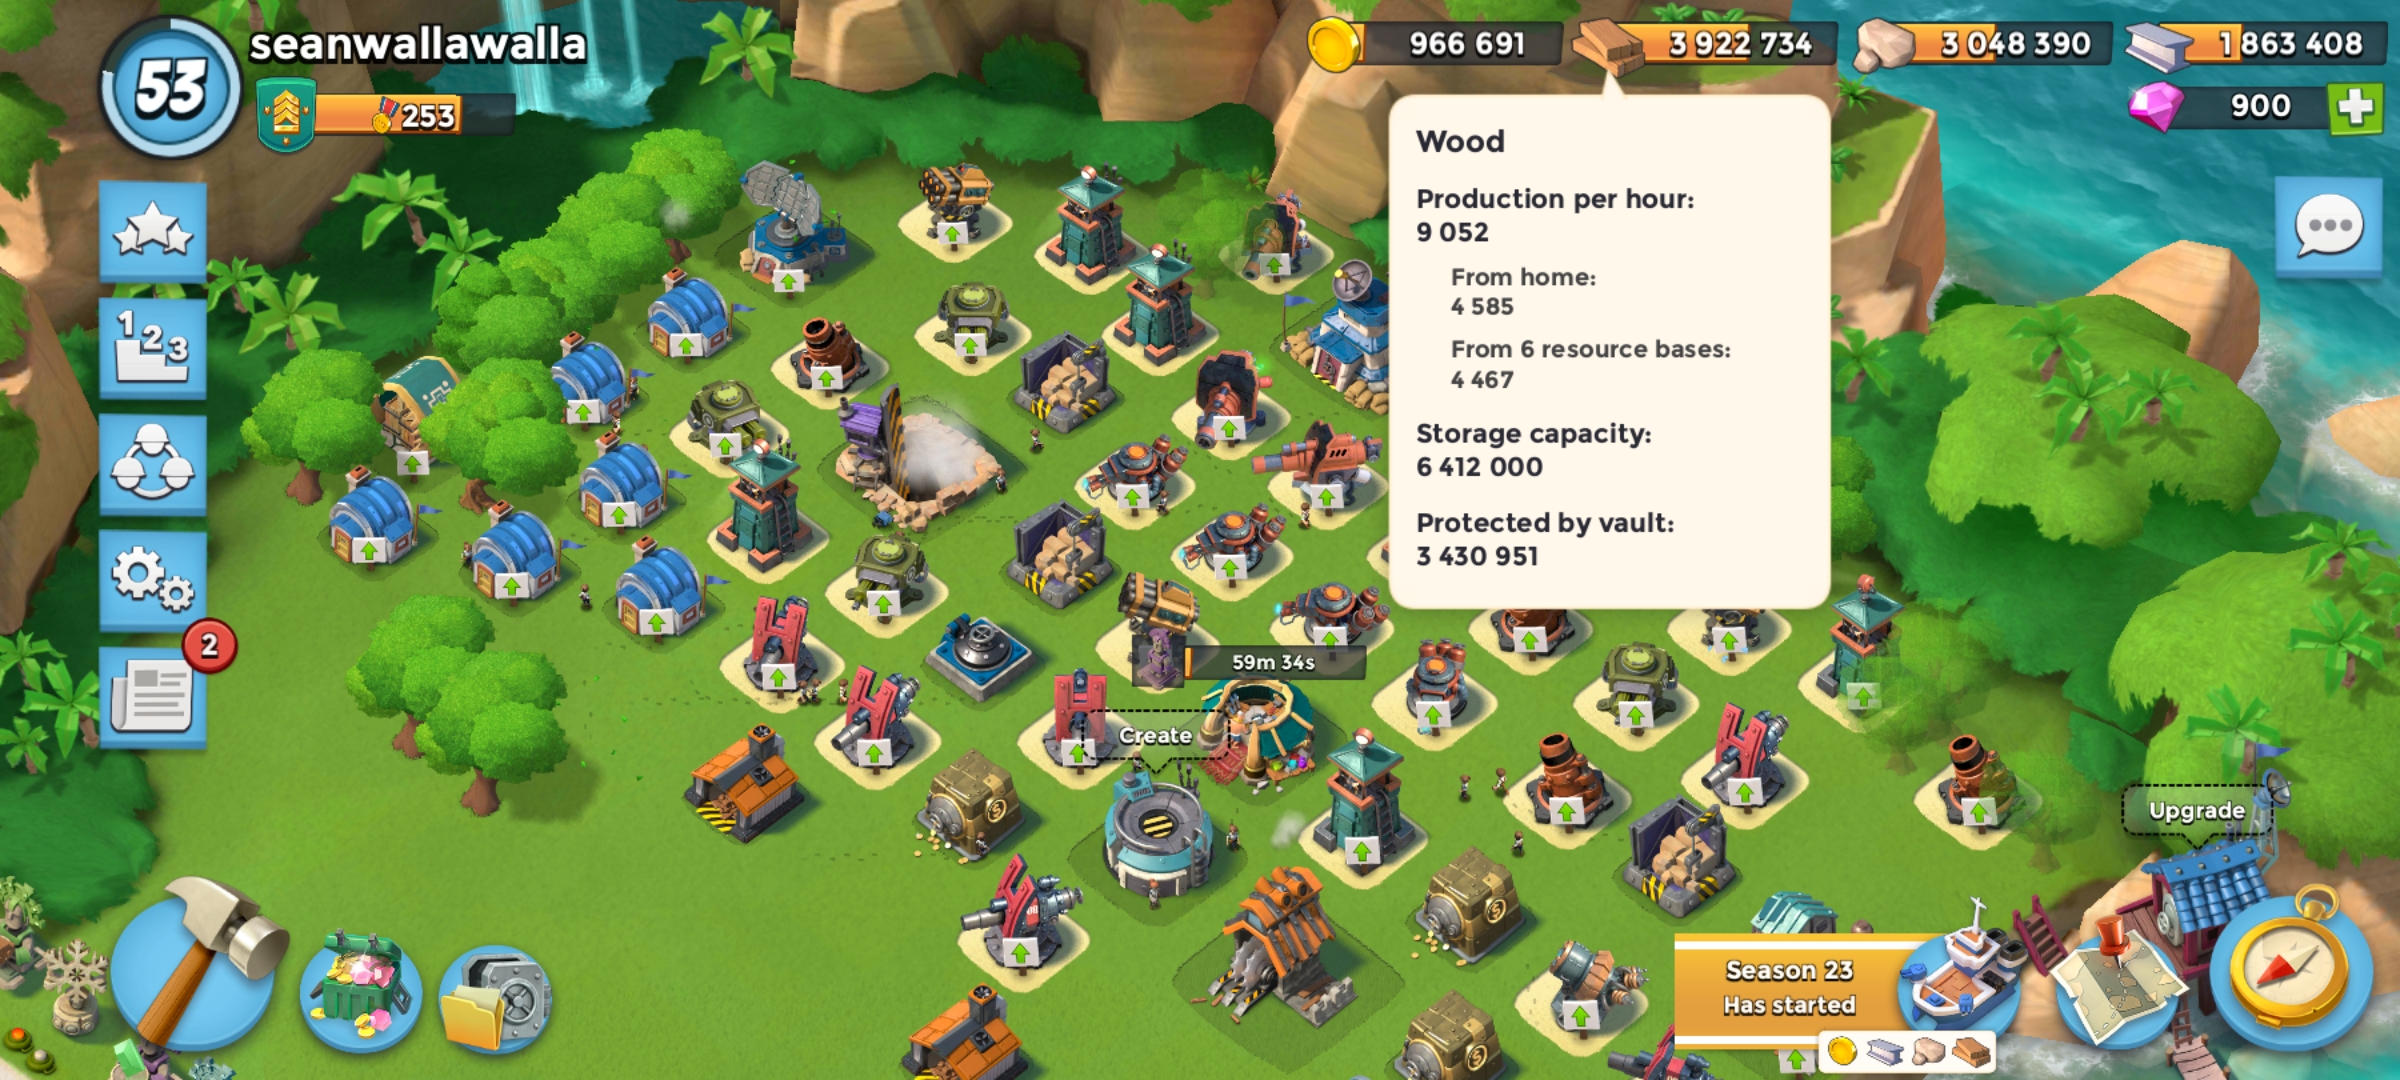 53
seanwallawalla
253
966 691
3 922 734
3 048 390
1 863 408
900
Wood
Production per hour:
9 052
From home:
4 585
From 6 resource bases:
4 467
Storage capacity:
6 412 000
Protected by vault:
3 430 951
123
2
59m 34s
Create
Upgrade
Season 23
Has started